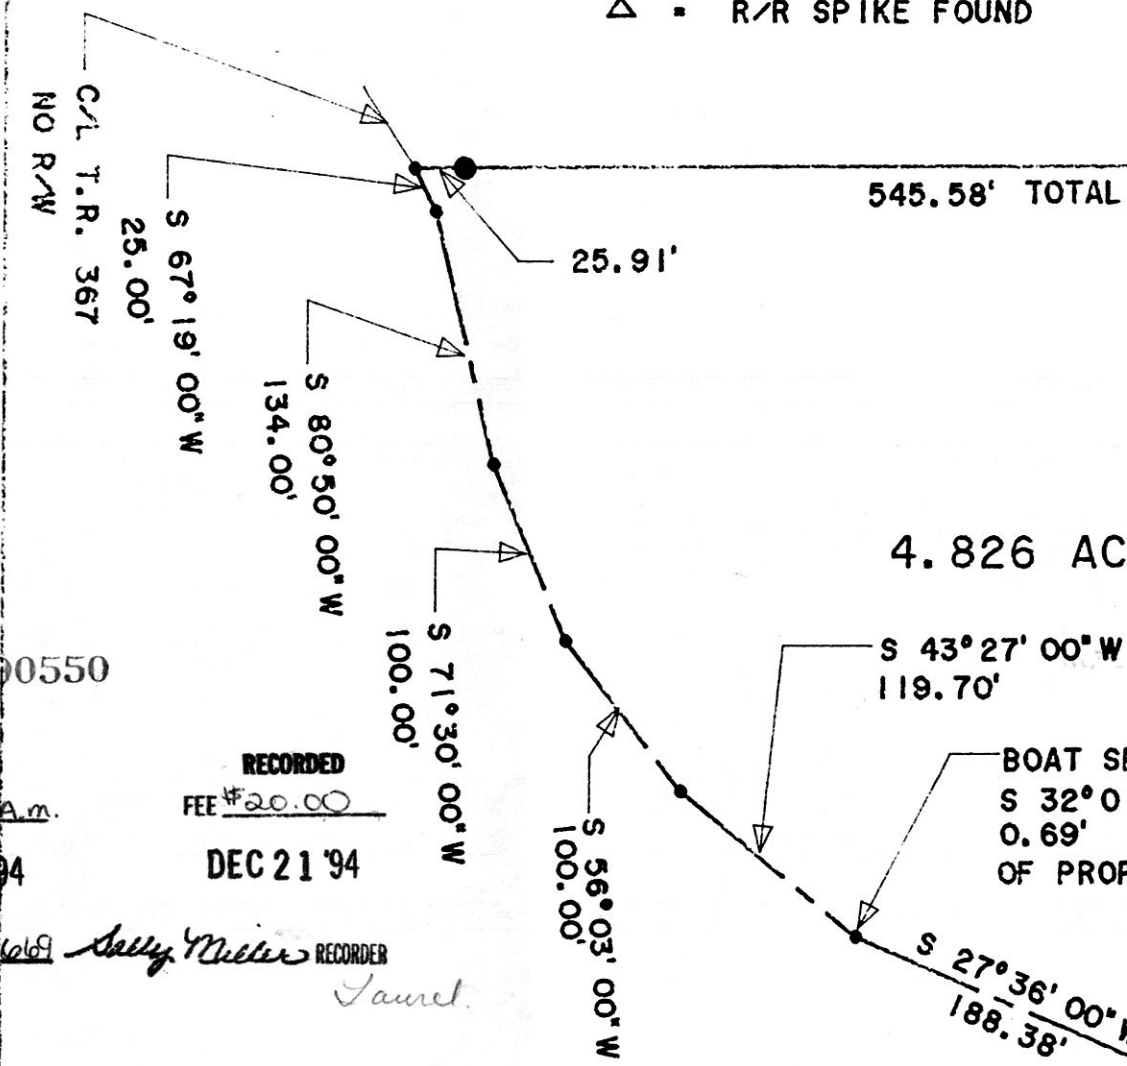 △ = R/R SPIKE FOUND
C/L T.R. 367
NO R/W
545.58' TOTAL
S 67° 19' 00" W
25.00'
25.91'
S 80° 50' 00" W
134.00'
4.826 AC
S 71° 30' 00" W
100.00'
S 43° 27' 00" W
119.70'
00550
RECORDED
FEE $20.00
A.m.
DEC 21 '94
94
BOAT S
S 32° 0
0.69'
OF PROP
S 56° 03' 00" W
100.00'
669 Sally Miller RECORDER
Laurel.
S 27° 36' 00" W
188.38'